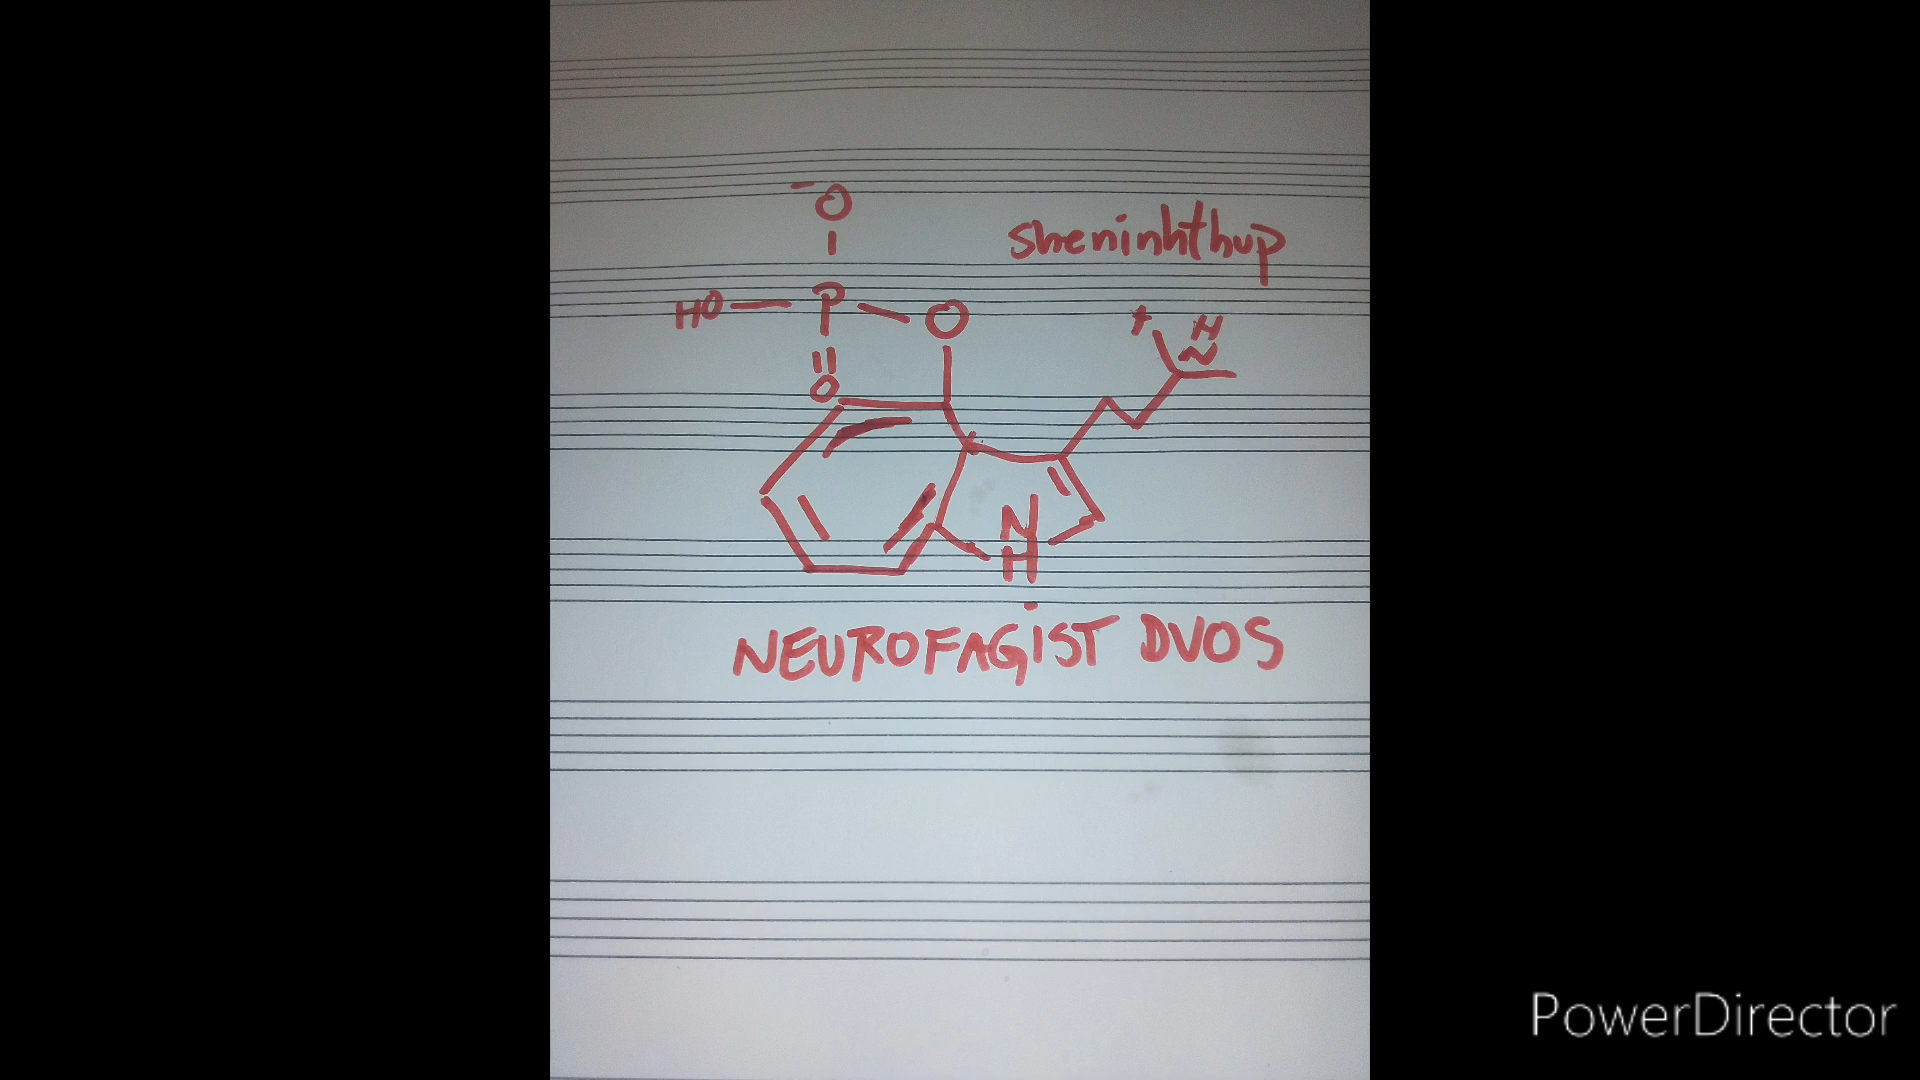 -O
sheninhthup
HO P O
+ H
N
O
N
H
NEUROFAGIST DVOS
PowerDirector